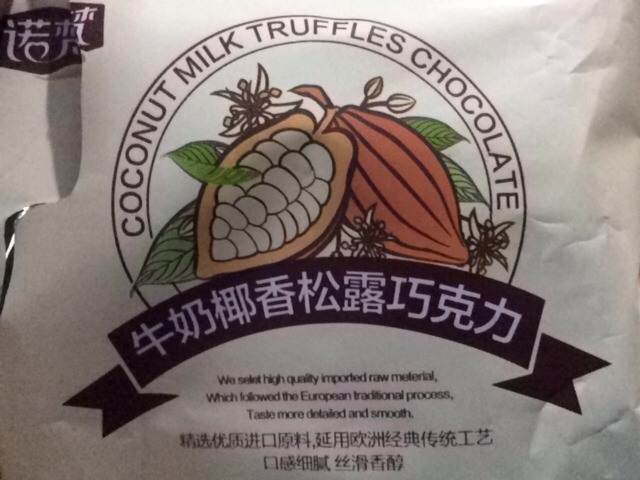 诺梵
COCONUT MILK TRUFFLES CHOCOLATE
牛奶椰香松露巧克力
We selet high quality imported raw meterial,
Which followed the European traditional process,
Taste more detailed and smooth.
精选优质进口原料,延用欧洲经典传统工艺
口感细腻 丝滑香醇